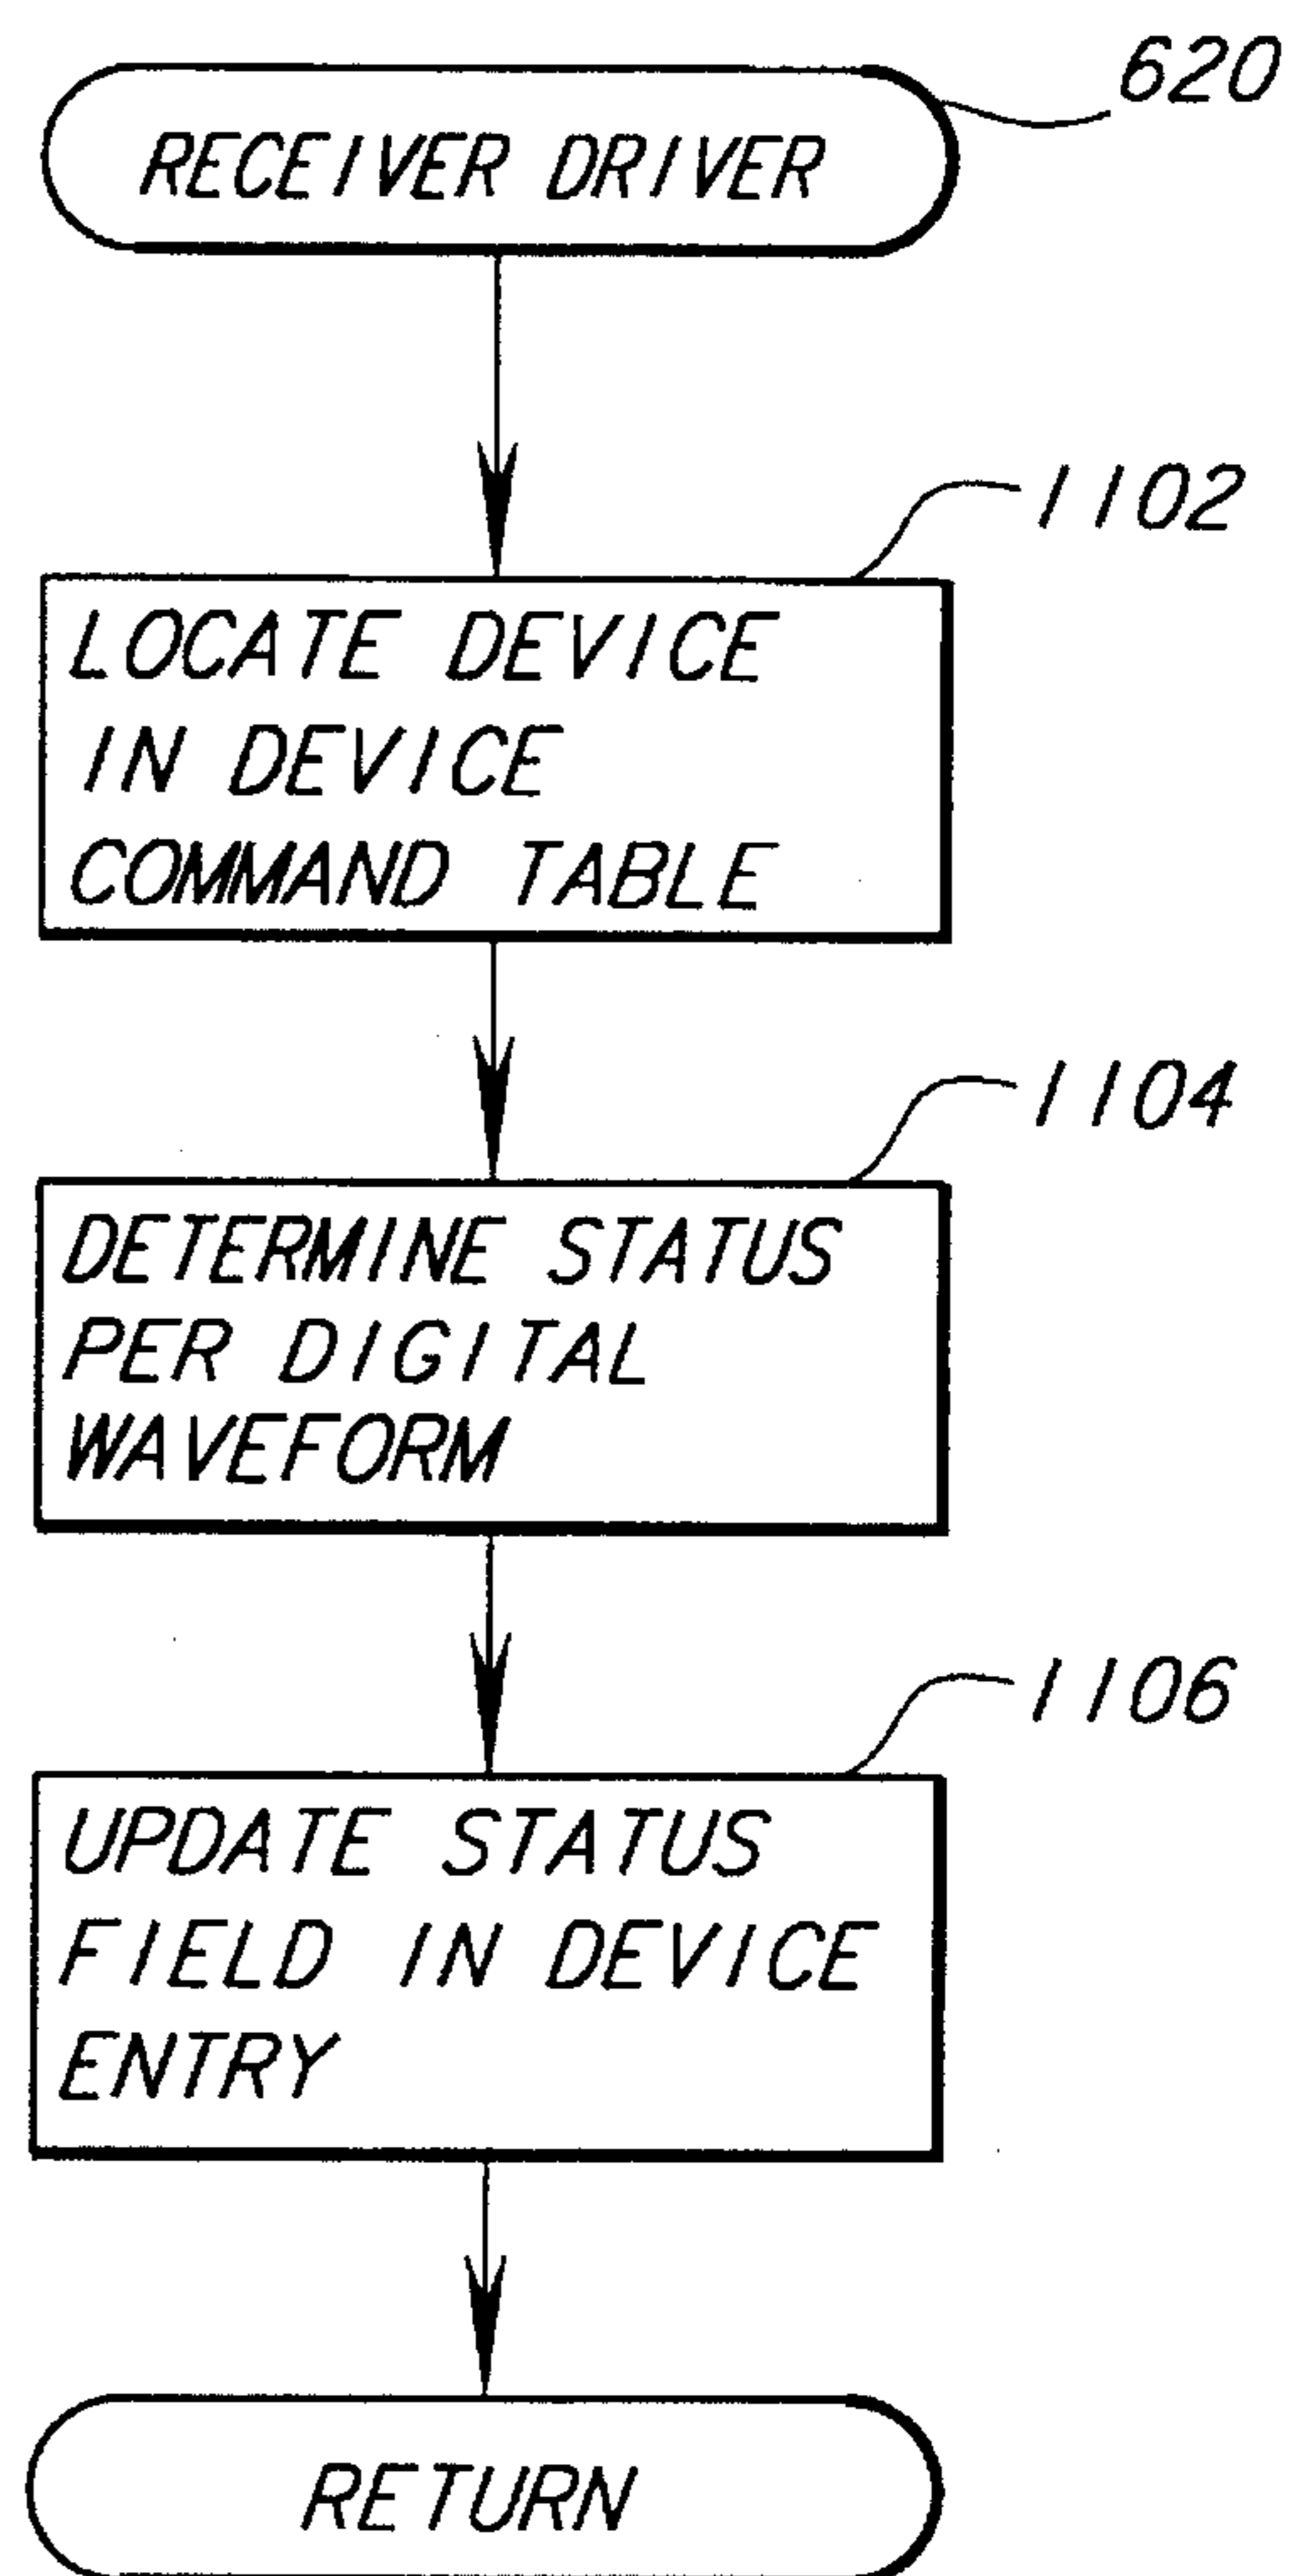 620
RECEIVER DRIVER
1102
LOCATE DEVICE
IN DEVICE
COMMAND TABLE
1104
DETERMINE STATUS
PER DIGITAL
WAVEFORM
1106
UPDATE STATUS
FIELD IN DEVICE
ENTRY
RETURN